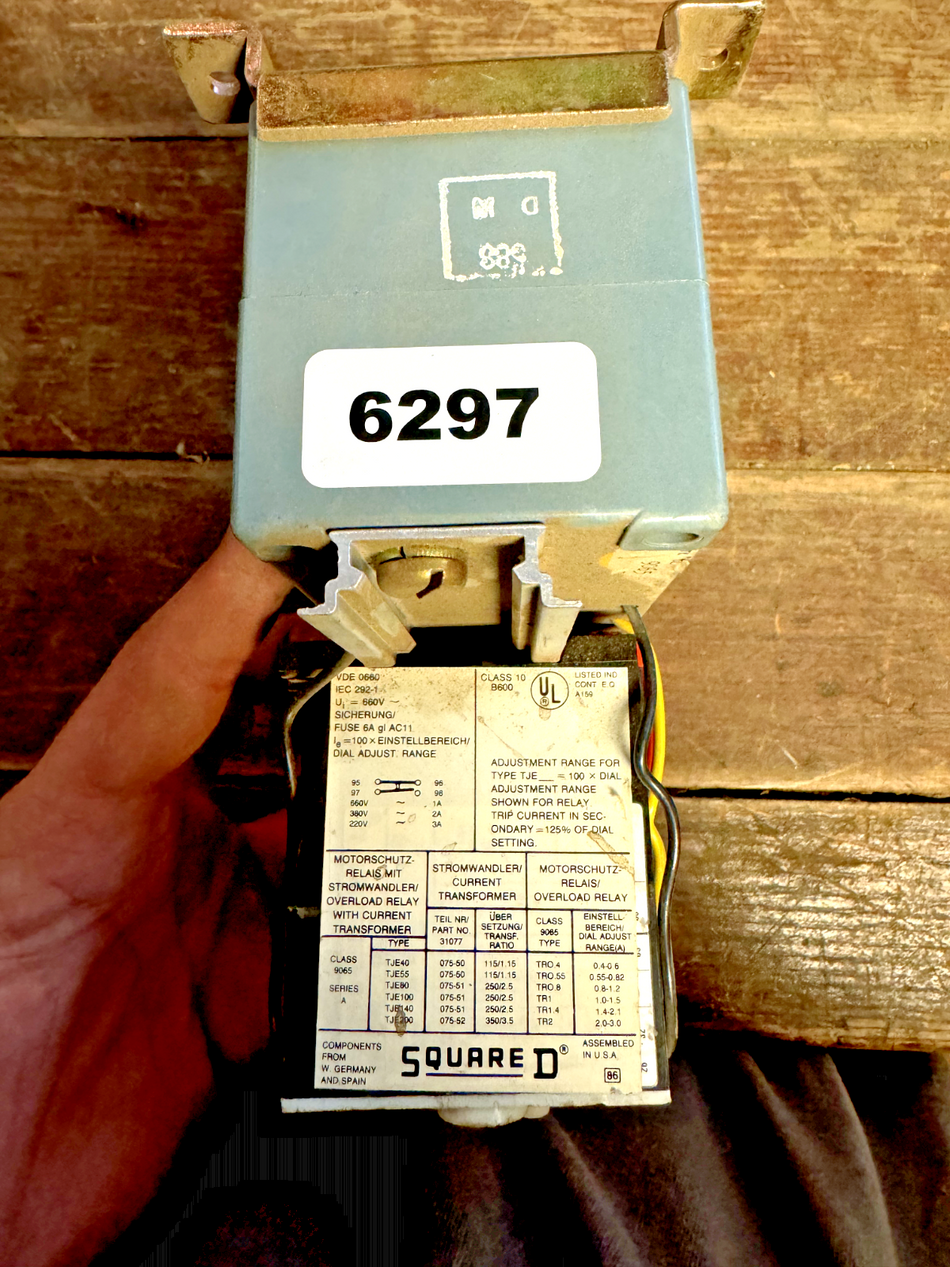 6297
VDE 0660
IEC 292-1
Ui = 660V ~
SICHERUNG/
FUSE 6A gl AC11
Ie =100 × EINSTELLBEREICH/
DIAL ADJUST. RANGE
95 96
97 98
660V ~ 1A
380V ~ 2A
220V ~ 3A
CLASS 10
B600
UL
LISTED IND
CONT. E Q
A159
ADJUSTMENT RANGE FOR
TYPE TJE___ = 100 × DIAL
ADJUSTMENT RANGE
SHOWN FOR RELAY.
TRIP CURRENT IN SEC-
ONDARY =125% OF DIAL
SETTING.
MOTORSCHUTZ-
RELAIS MIT
STROMWANDLER/
OVERLOAD RELAY
WITH CURRENT
TRANSFORMER
STROMWANDLER/
CURRENT
TRANSFORMER
MOTORSCHUTZ-
RELAIS/
OVERLOAD RELAY
TYPE
TEIL NR/
PART NO.
31077
ÜBER
SETZUNG/
TRANSF.
RATIO
CLASS
9065
TYPE
EINSTELL-
BEREICH/
DIAL ADJUST
RANGE(A)
CLASS
9065
SERIES
A
TJE40 075-50 115/1.15 TRO.4 0.4-0.6
TJE55 075-50 115/1.15 TRO.55 0.55-0.82
TJE80 075-51 250/2.5 TRO.8 0.8-1.2
TJE100 075-51 250/2.5 TR1 1.0-1.5
TJE140 075-51 250/2.5 TR1.4 1.4-2.1
TJE200 075-52 350/3.5 TR2 2.0-3.0
COMPONENTS
FROM
W. GERMANY
AND SPAIN
SQUARE D®
ASSEMBLED
IN U.S.A.
86